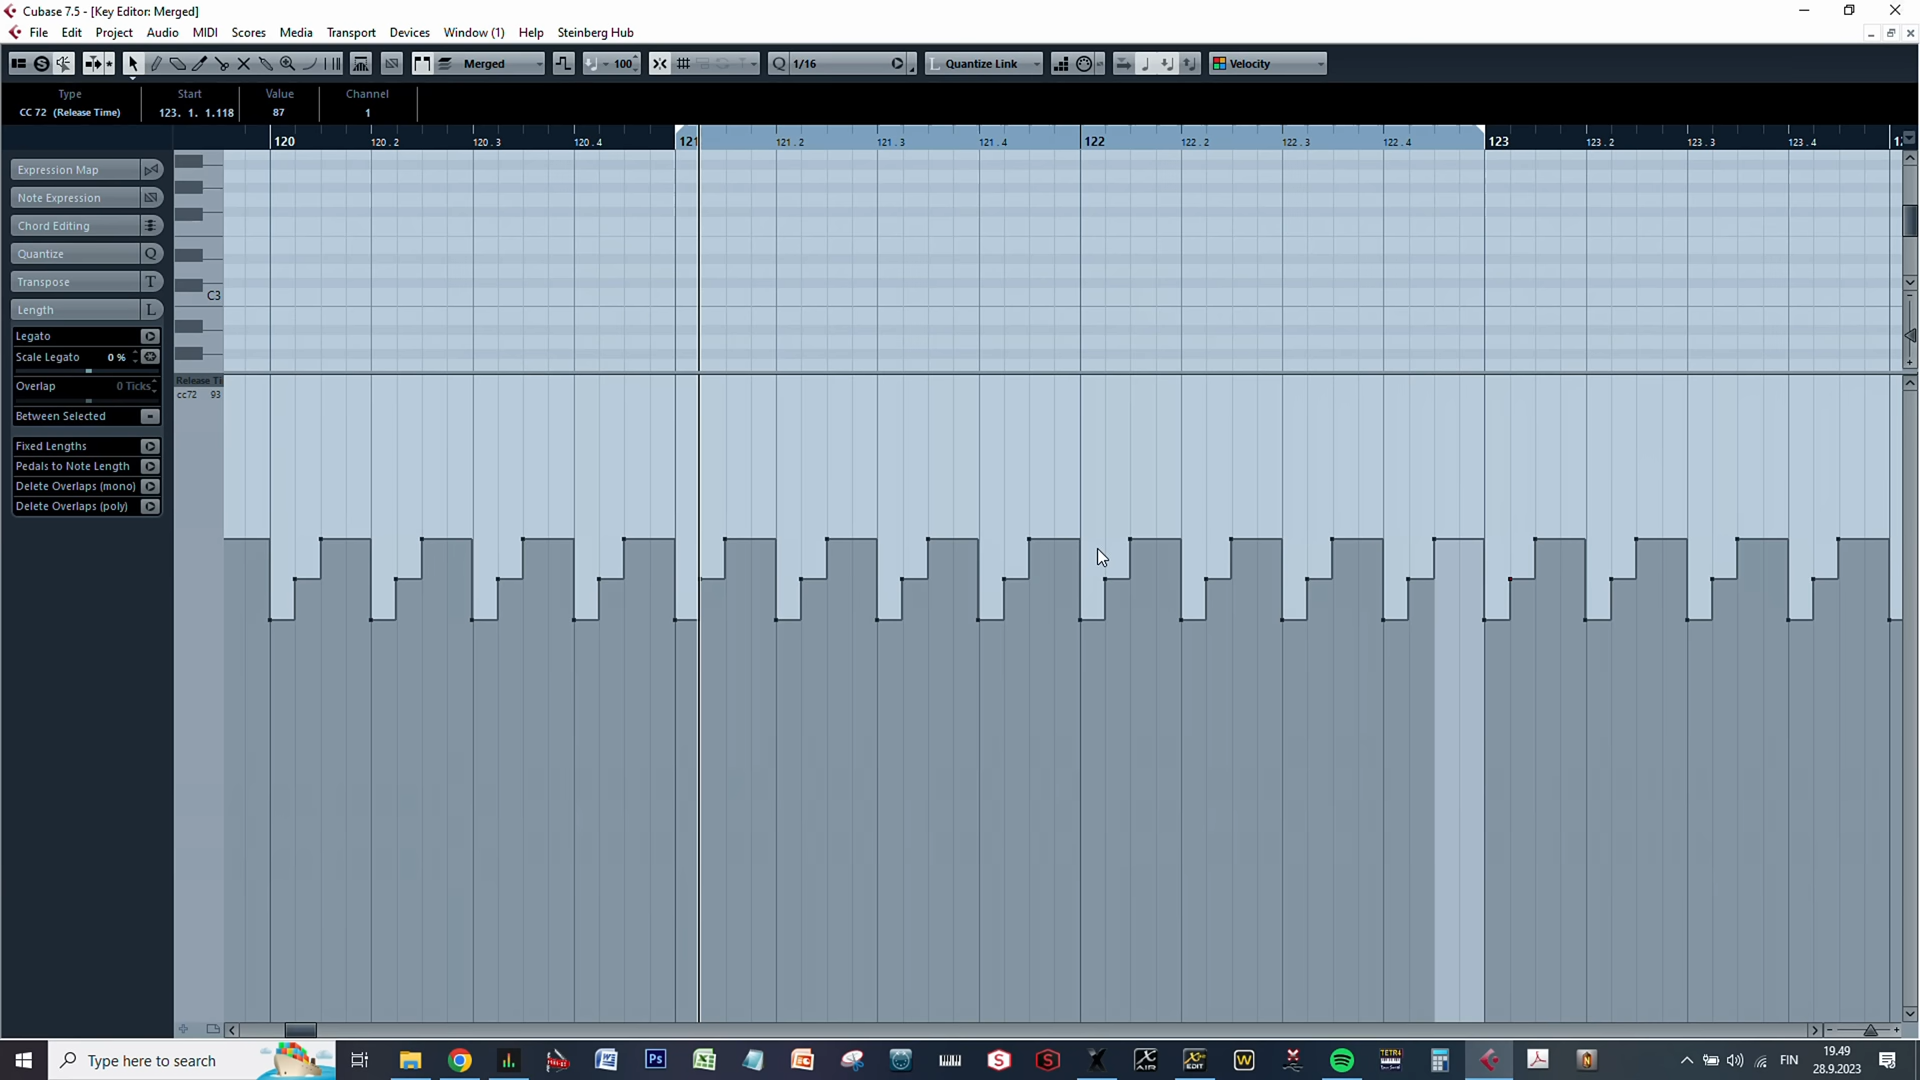 Cubase 7.5 - [Key Editor: Merged]
File Edit Project Audio MIDI Scores Media Transport Devices Window (1) Help Steinberg Hub
Merged 100 Q 1/16 L Quantize Link Velocity
Type Start Value Channel
CC 72 (Release Time) 123. 1. 1.118 87 1
120 120.2 120.3 120.4 121 121.2 121.3 121.4 122 122.2 122.3 122.4 123 123.2 123.3 123.4
Expression Map
Note Expression
Chord Editing
Quantize Q
Transpose T
C3
Length L
Legato
Scale Legato 0 %
Overlap 0 Ticks
Between Selected
Fixed Lengths
Pedals to Note Length
Delete Overlaps (mono)
Delete Overlaps (poly)
Release Ti
cc72 93
Type here to search
FIN
19.49
28.9.2023